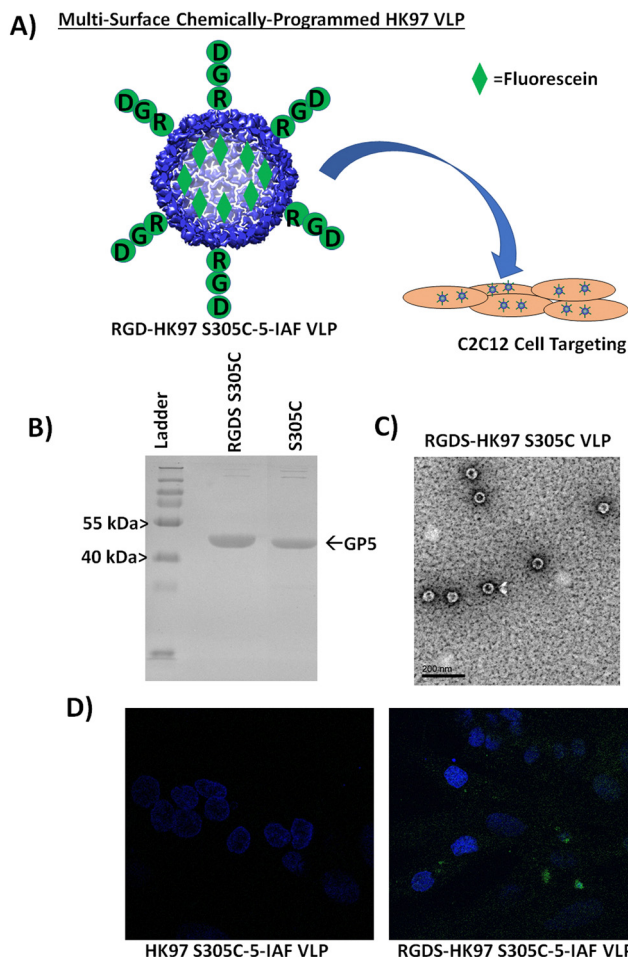 A)
Multi-Surface Chemically-Programmed HK97 VLP
=Fluorescein
D
G
R
D
G
R
R
G
D
D
G
R
R
G
D
R
G
D
RGD-HK97 S305C-5-IAF VLP
C2C12 Cell Targeting
B)
Ladder
RGDS S305C
S305C
55 kDa>
40 kDa>
←GP5
C)
RGDS-HK97 S305C VLP
200 nm
D)
HK97 S305C-5-IAF VLP
RGDS-HK97 S305C-5-IAF VLP